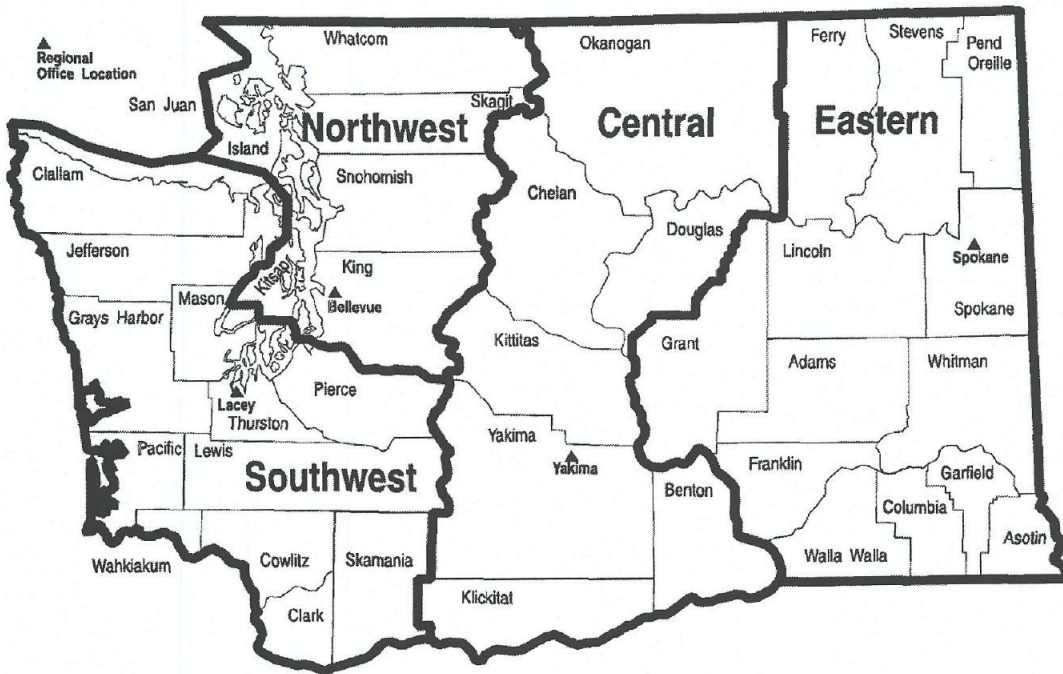 Whatcom
Okanogan
Ferry
Stevens
Pend
Oreille
Regional
Office Location
San Juan
Skagit
Northwest
Central
Eastern
Island
Clallam
Snohomish
Chelan
Douglas
Jefferson
Kitsap
King
Lincoln
Spokane
Mason
Bellevue
Grays Harbor
Spokane
Kittitas
Grant
Adams
Whitman
Pierce
Lacey
Thurston
Pacific
Lewis
Yakima
Yakima
Franklin
Southwest
Benton
Garfield
Columbia
Asotin
Wahkiakum
Cowlitz
Skamania
Walla Walla
Klickitat
Clark